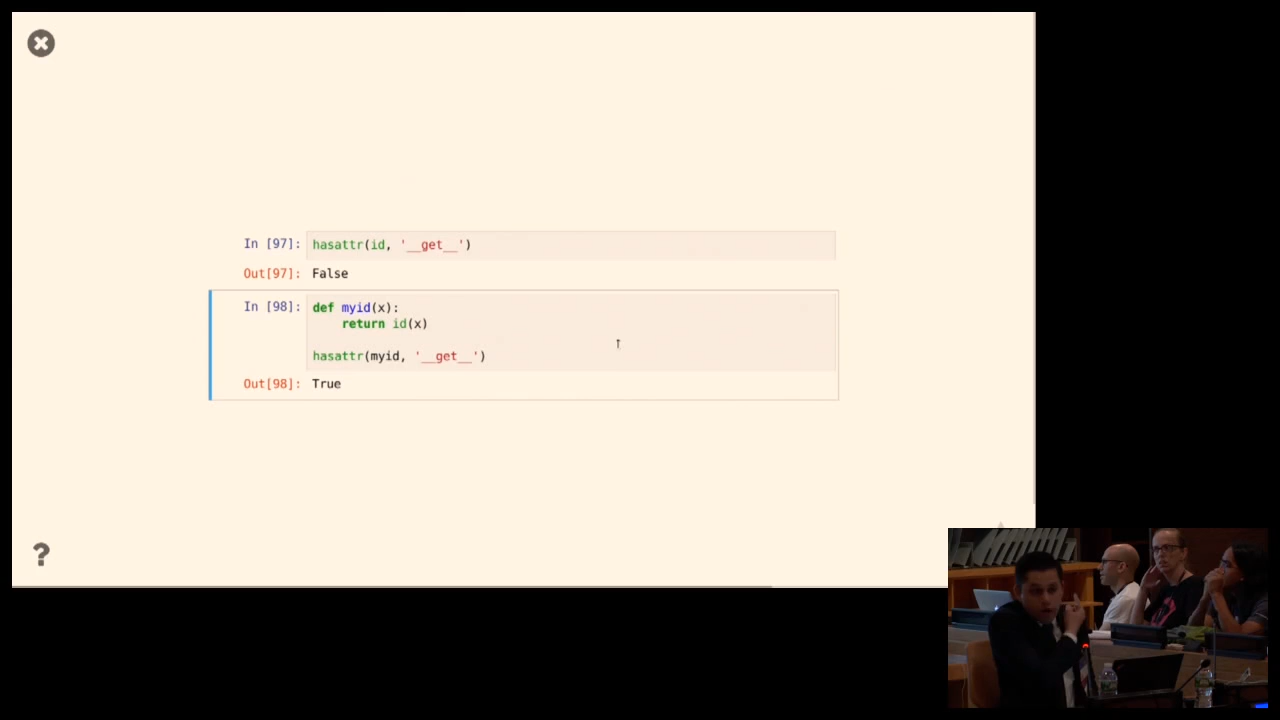 In [97]: hasattr(id, '__get__')
Out[97]: False
In [98]: def myid(x):
    return id(x)
hasattr(myid, '__get__')
Out[98]: True
?